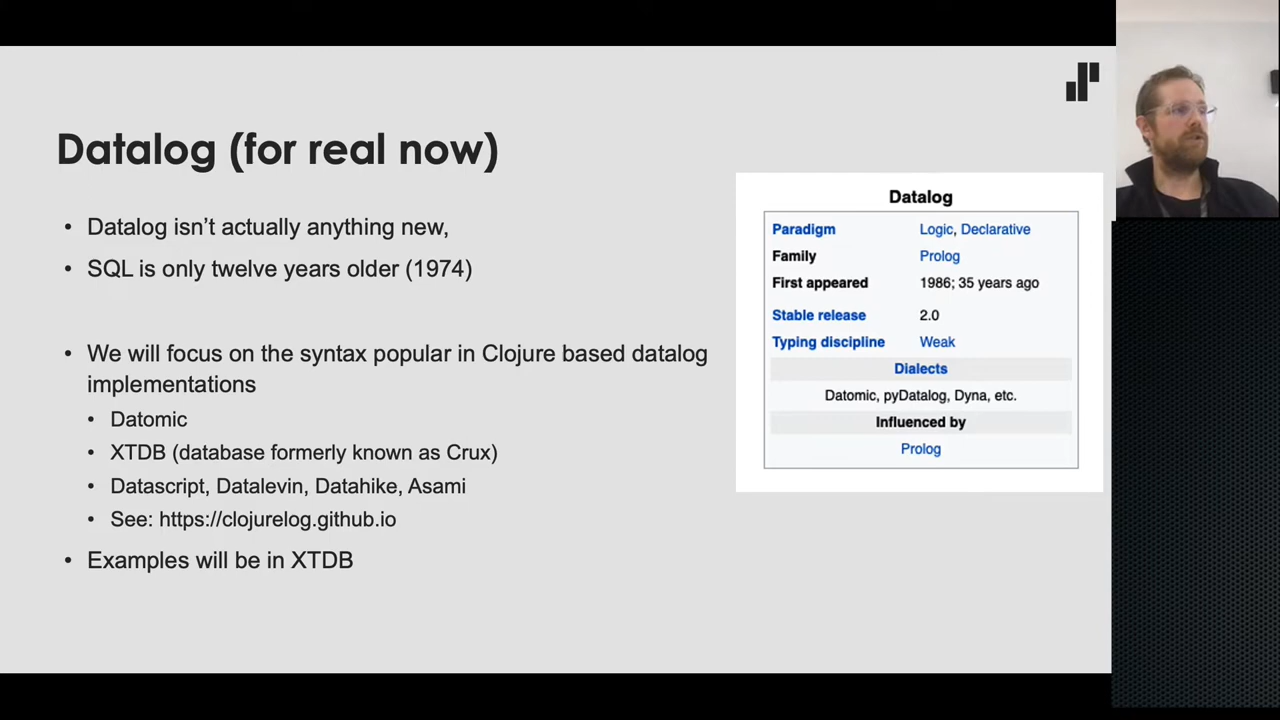 Datalog (for real now)
• Datalog isn’t actually anything new,
• SQL is only twelve years older (1974)
• We will focus on the syntax popular in Clojure based datalog
implementations
• Datomic
• XTDB (database formerly known as Crux)
• Datascript, Datalevin, Datahike, Asami
• See: https://clojurelog.github.io
• Examples will be in XTDB
Datalog
Paradigm Logic, Declarative
Family Prolog
First appeared 1986; 35 years ago
Stable release 2.0
Typing discipline Weak
Dialects
Datomic, pyDatalog, Dyna, etc.
Influenced by
Prolog